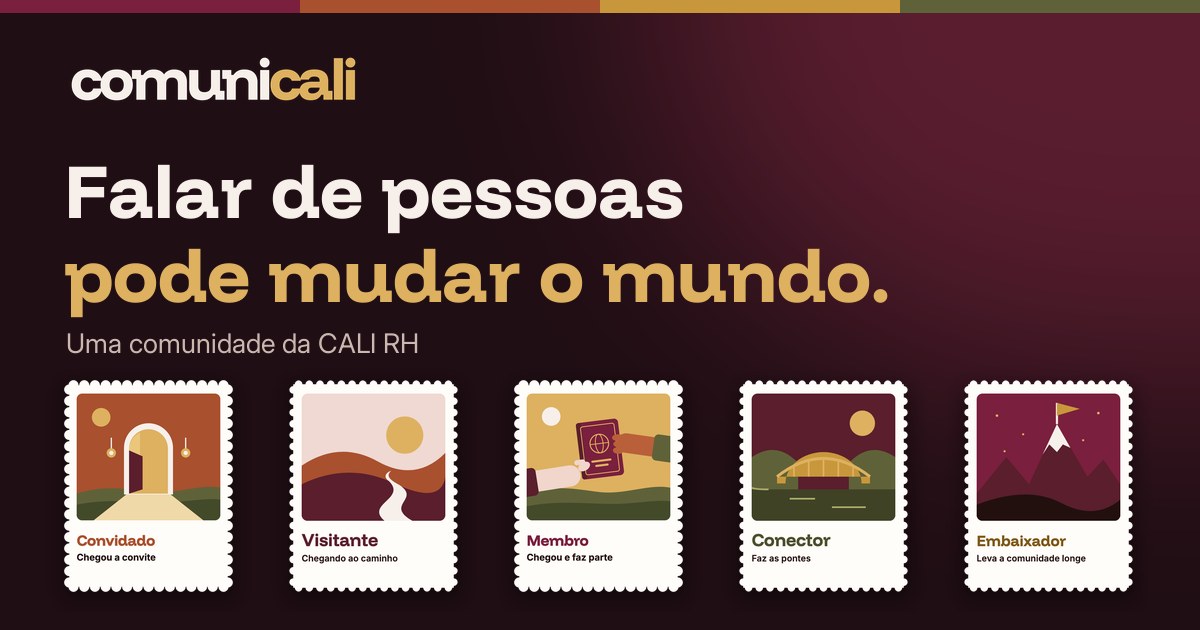 comunicali
Falar de pessoas
pode mudar o mundo.
Uma comunidade da CALI RH
Convidado
Chegou a convite
Visitante
Chegando ao caminho
Membro
Chegou e faz parte
Conector
Faz as pontes
Embaixador
Leva a comunidade longe